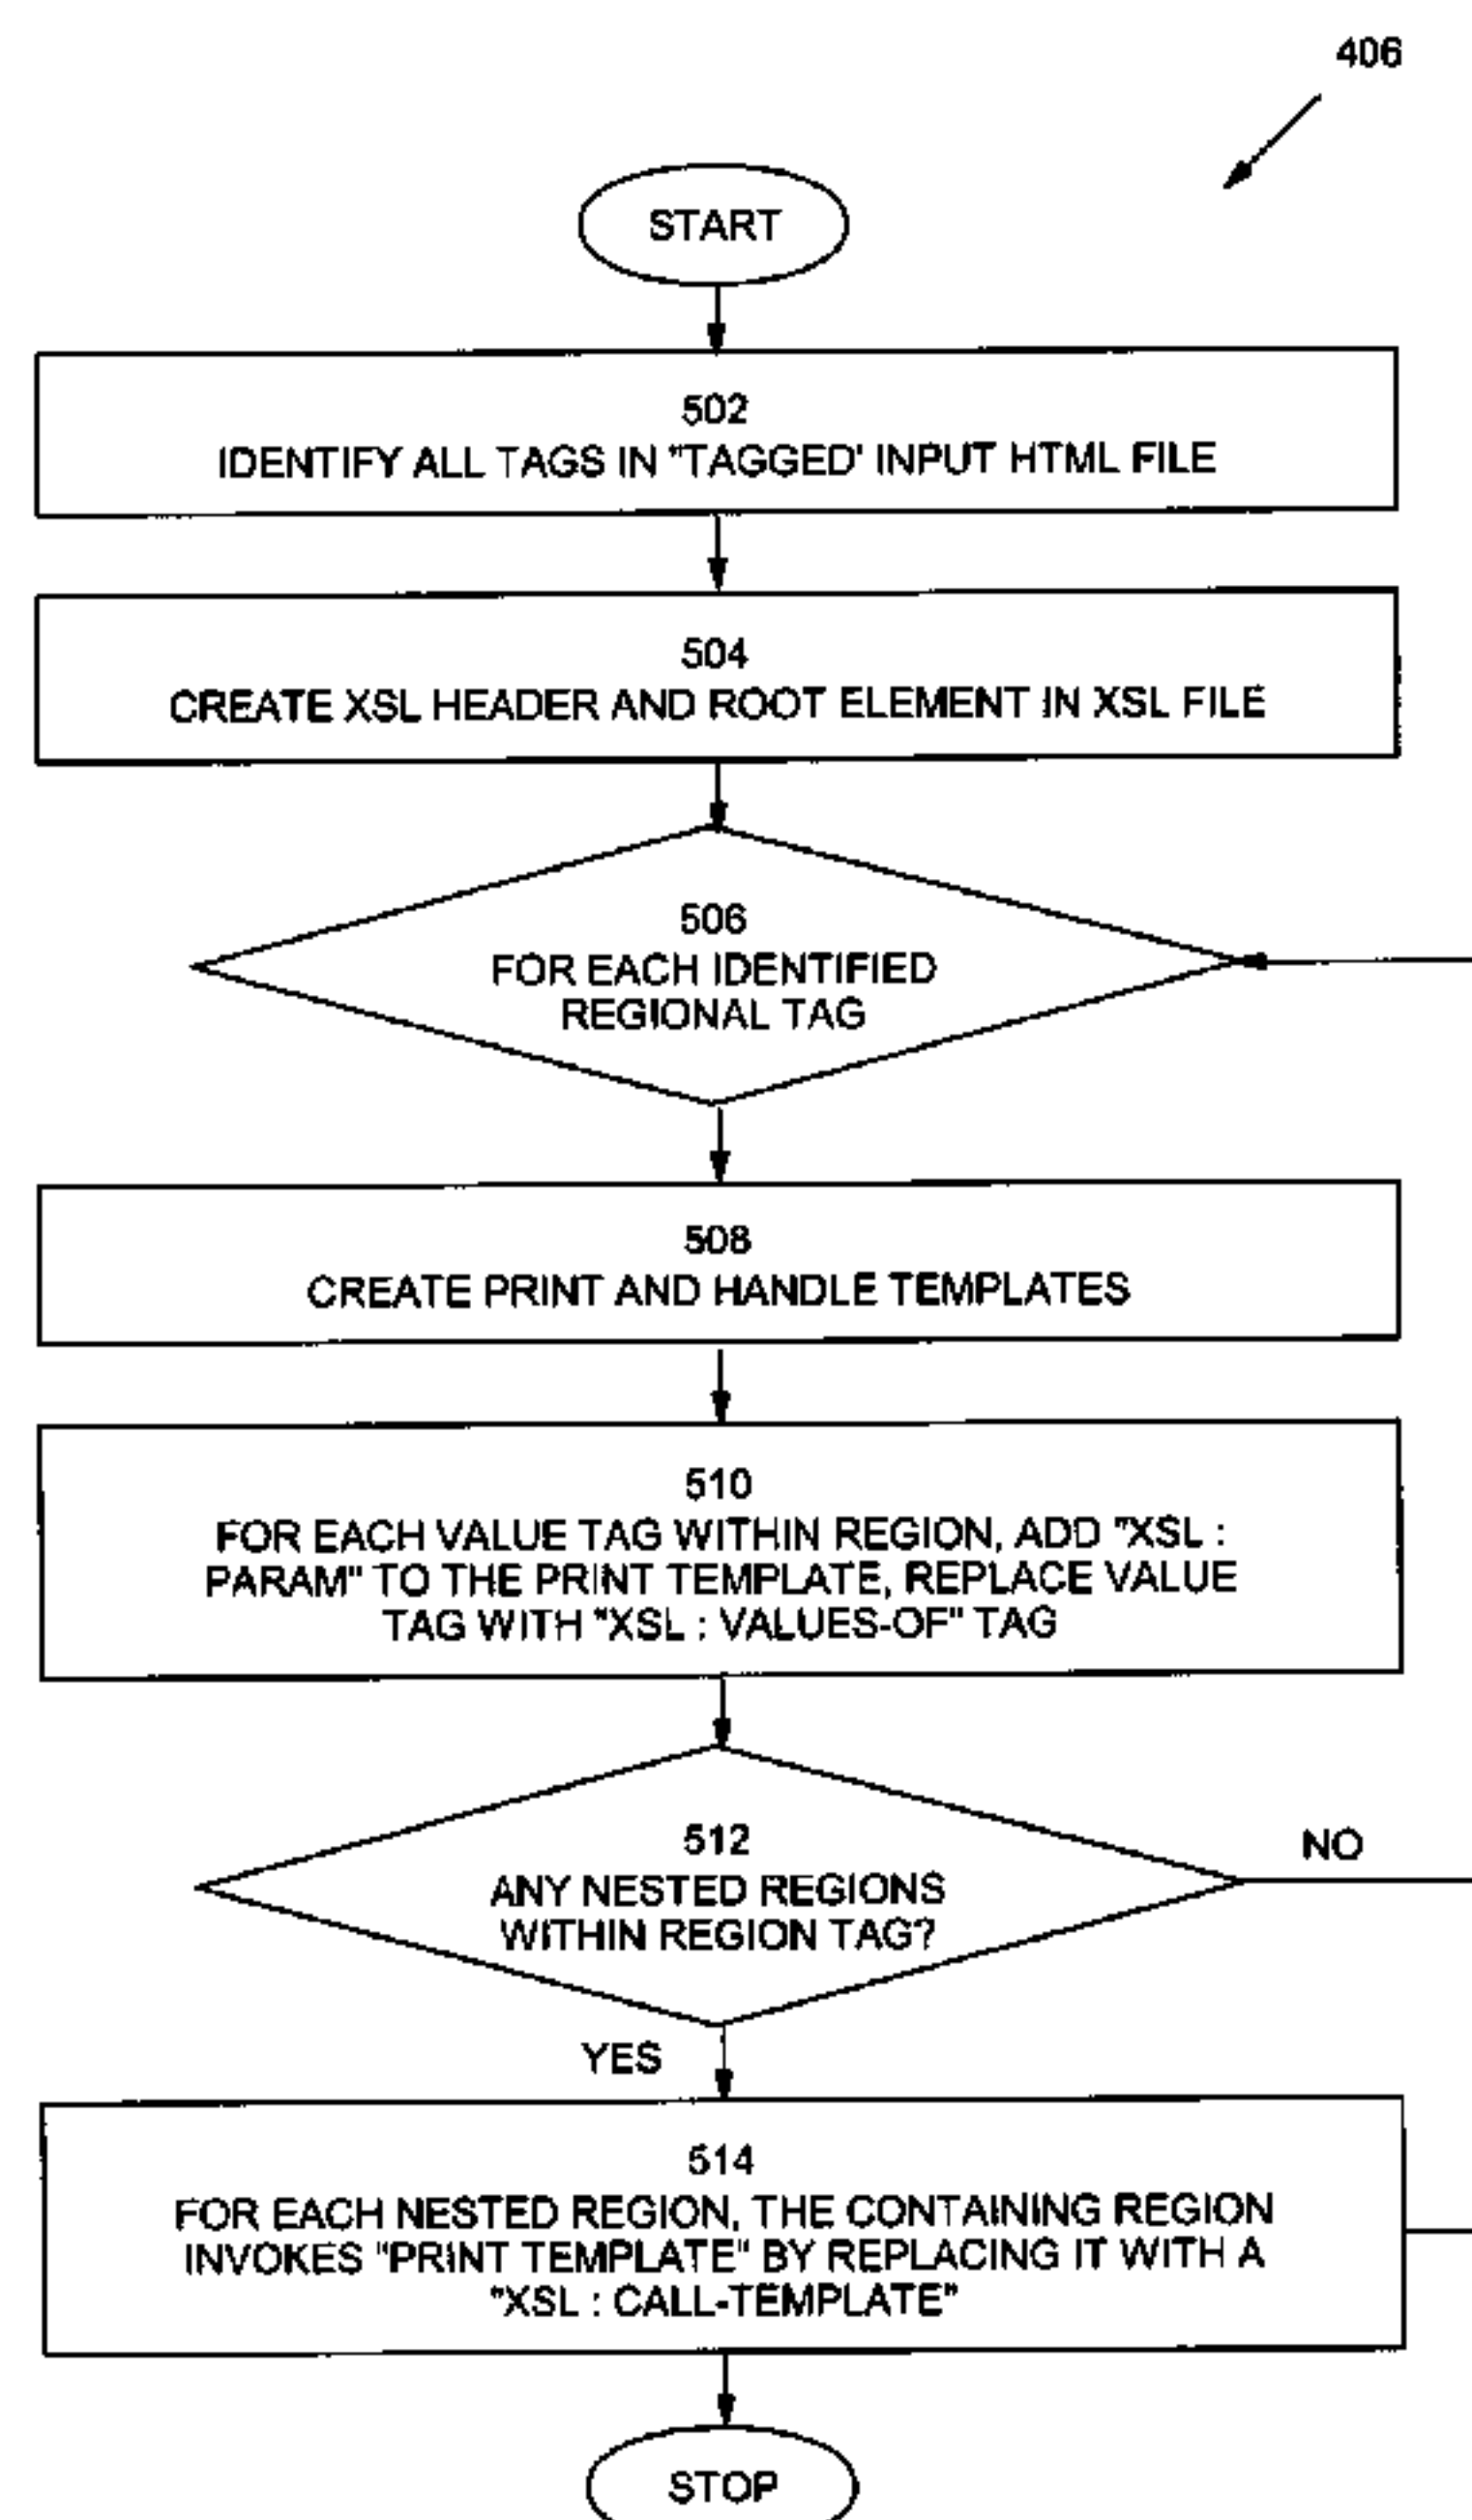 406
START
502
IDENTIFY ALL TAGS IN "TAGGED' INPUT HTML FILE
504
CREATE XSL HEADER AND ROOT ELEMENT IN XSL FILE
506
FOR EACH IDENTIFIED
REGIONAL TAG
508
CREATE PRINT AND HANDLE TEMPLATES
510
FOR EACH VALUE TAG WITHIN REGION, ADD "XSL :
PARAM" TO THE PRINT TEMPLATE, REPLACE VALUE
TAG WITH "XSL : VALUES-OF" TAG
512
ANY NESTED REGIONS
WITHIN REGION TAG?
NO
YES
514
FOR EACH NESTED REGION, THE CONTAINING REGION
INVOKES "PRINT TEMPLATE" BY REPLACING IT WITH A
"XSL : CALL-TEMPLATE"
STOP